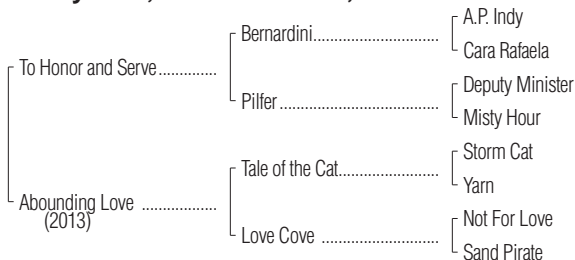 Bernardini
A.P. Indy
Cara Rafaela
To Honor and Serve
Pilfer
Deputy Minister
Misty Hour
Abounding Love
(2013)
Tale of the Cat
Storm Cat
Yarn
Love Cove
Not For Love
Sand Pirate